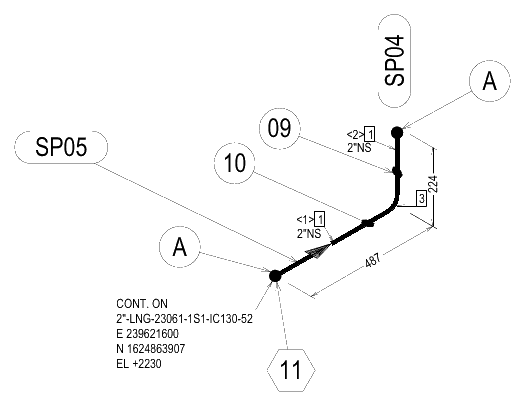 SP04
A
09
<2> 1
2"NS
SP05
10
224
3
<1> 1
2"NS
A
487
CONT. ON
2"-LNG-23061-1S1-IC130-52
E 239621600
N 1624863907
EL +2230
11